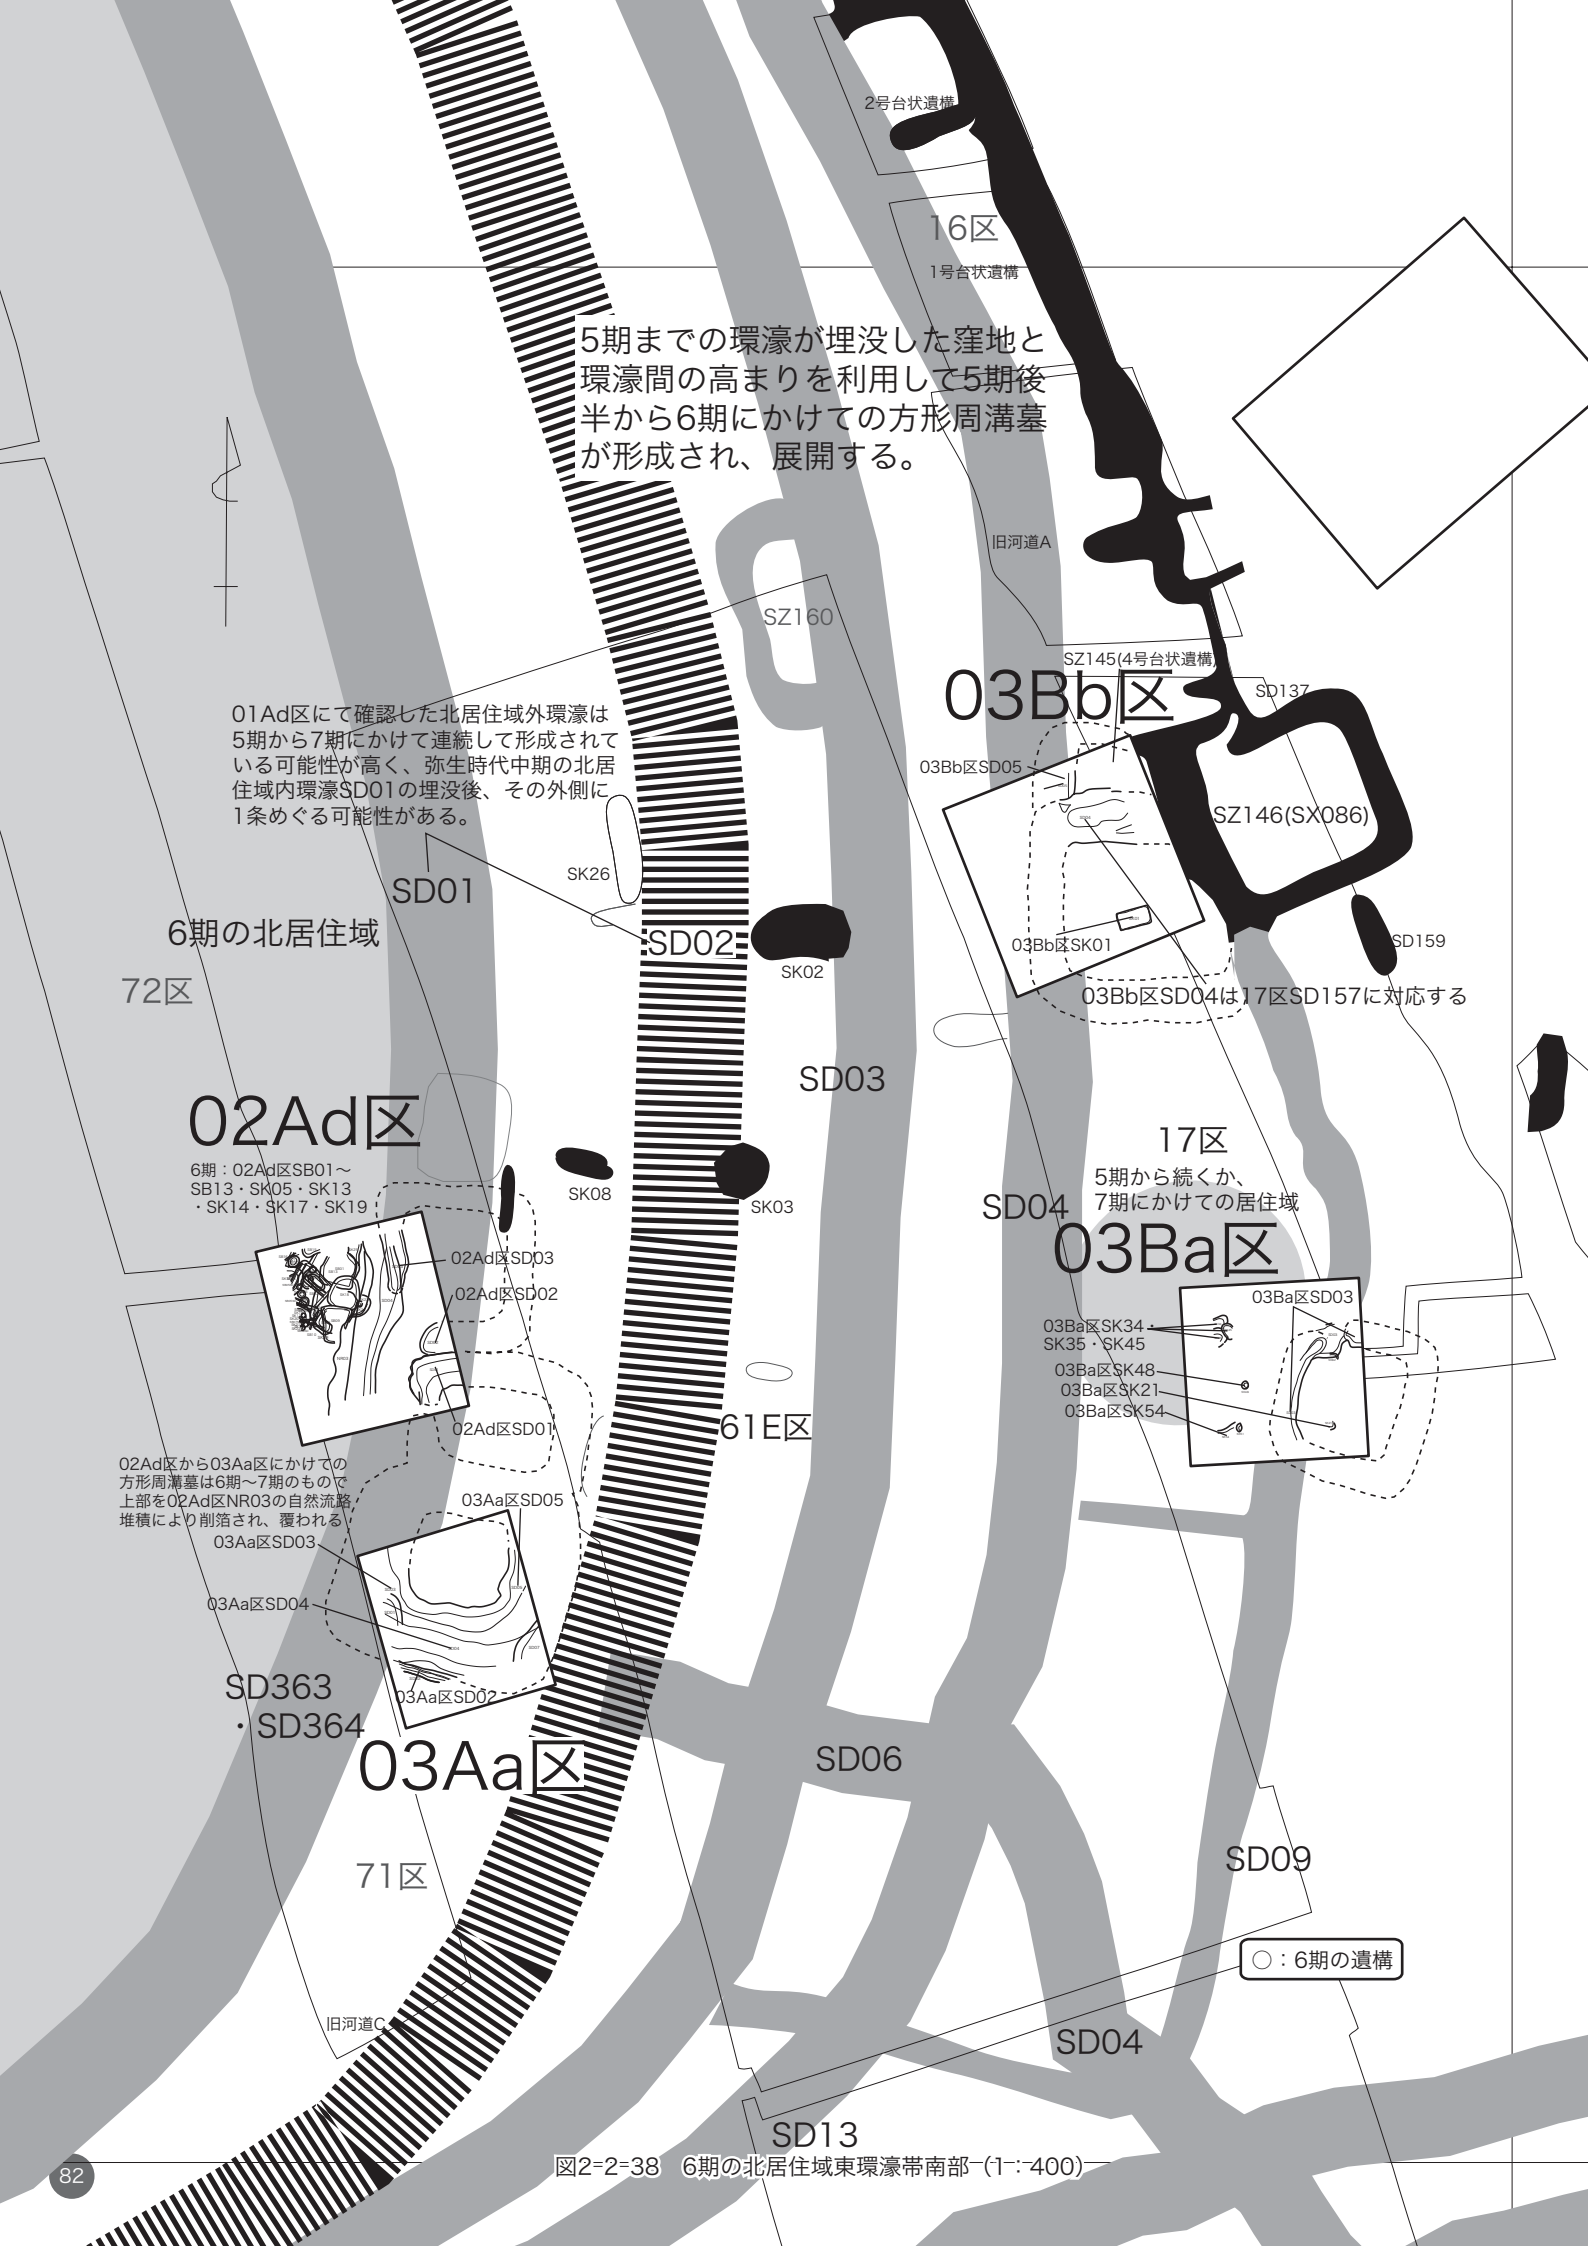 2号台状遺構
16区
1号台状遺構
5期までの環濠が埋没した窪地と
環濠間の高まりを利用して5期後
半から6期にかけての方形周溝墓
が形成され、展開する。
旧河道A
SZ160
SZ145(4号台状遺構)
03Bb区
SD137
01Ad区にて確認した北居住域外環濠は
5期から7期にかけて連続して形成されて
いる可能性が高く、弥生時代中期の北居
住域内環濠SD01の埋没後、その外側に
1条めぐる可能性がある。
03Bb区SD05
SZ146(SX086)
SK26
SD01
6期の北居住域
SD02
SK02
03Bb区SK01
SD159
72区
03Bb区SD04は17区SD157に対応する
SD03
02Ad区
17区
6期：02Ad区SB01～
SB13・SK05・SK13
・SK14・SK17・SK19
5期から続くか、
7期にかけての居住域
SK08
SK03
SD04
03Ba区
02Ad区SD03
02Ad区SD02
03Ba区SD03
03Ba区SK34・
SK35・SK45
03Ba区SK48
03Ba区SK21
03Ba区SK54
02Ad区SD01
61E区
02Ad区から03Aa区にかけての
方形周溝墓は6期～7期のもので
上部を02Ad区NR03の自然流路
堆積により削箔され、覆われる
03Aa区SD05
03Aa区SD03
03Aa区SD04
03Aa区SD02
SD363
・SD364
03Aa区
SD06
71区
SD09
○：6期の遺構
旧河道C
SD04
SD13
図2=2=38　6期の北居住域東環濠帯南部（1：400）
82